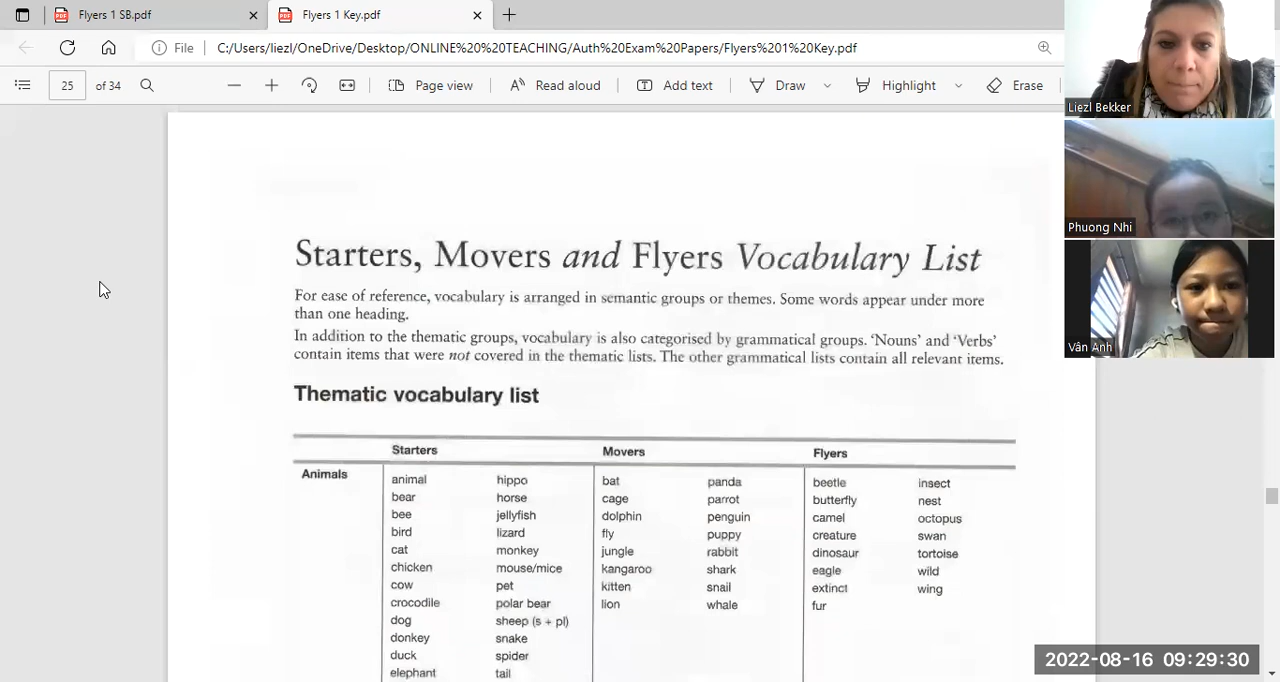 Flyers 1 SB.pdf
Flyers 1 Key.pdf
File C:/Users/liezl/OneDrive/Desktop/ONLINE%20%20TEACHING/Auth%20Exam%20Papers/Flyers%201%20Key.pdf
25 of 34 Page view Read aloud Add text Draw Highlight Erase
Liezl Bekker
Phuong Nhi
Vân Anh
Starters, Movers and Flyers Vocabulary List
For ease of reference, vocabulary is arranged in semantic groups or themes. Some words appear under more
than one heading.
In addition to the thematic groups, vocabulary is also categorised by grammatical groups. ‘Nouns’ and ‘Verbs’
contain items that were not covered in the thematic lists. The other grammatical lists contain all relevant items.
Thematic vocabulary list
Starters Movers Flyers
Animals animal hippo bat panda beetle insect
bear horse cage parrot butterfly nest
bee jellyfish dolphin penguin camel octopus
bird lizard fly puppy creature swan
cat monkey jungle rabbit dinosaur tortoise
chicken mouse/mice kangaroo shark eagle wild
cow pet kitten snail extinct wing
crocodile polar bear lion whale fur
dog sheep (s + pl)
donkey snake
duck spider
elephant tail
2022-08-16 09:29:30